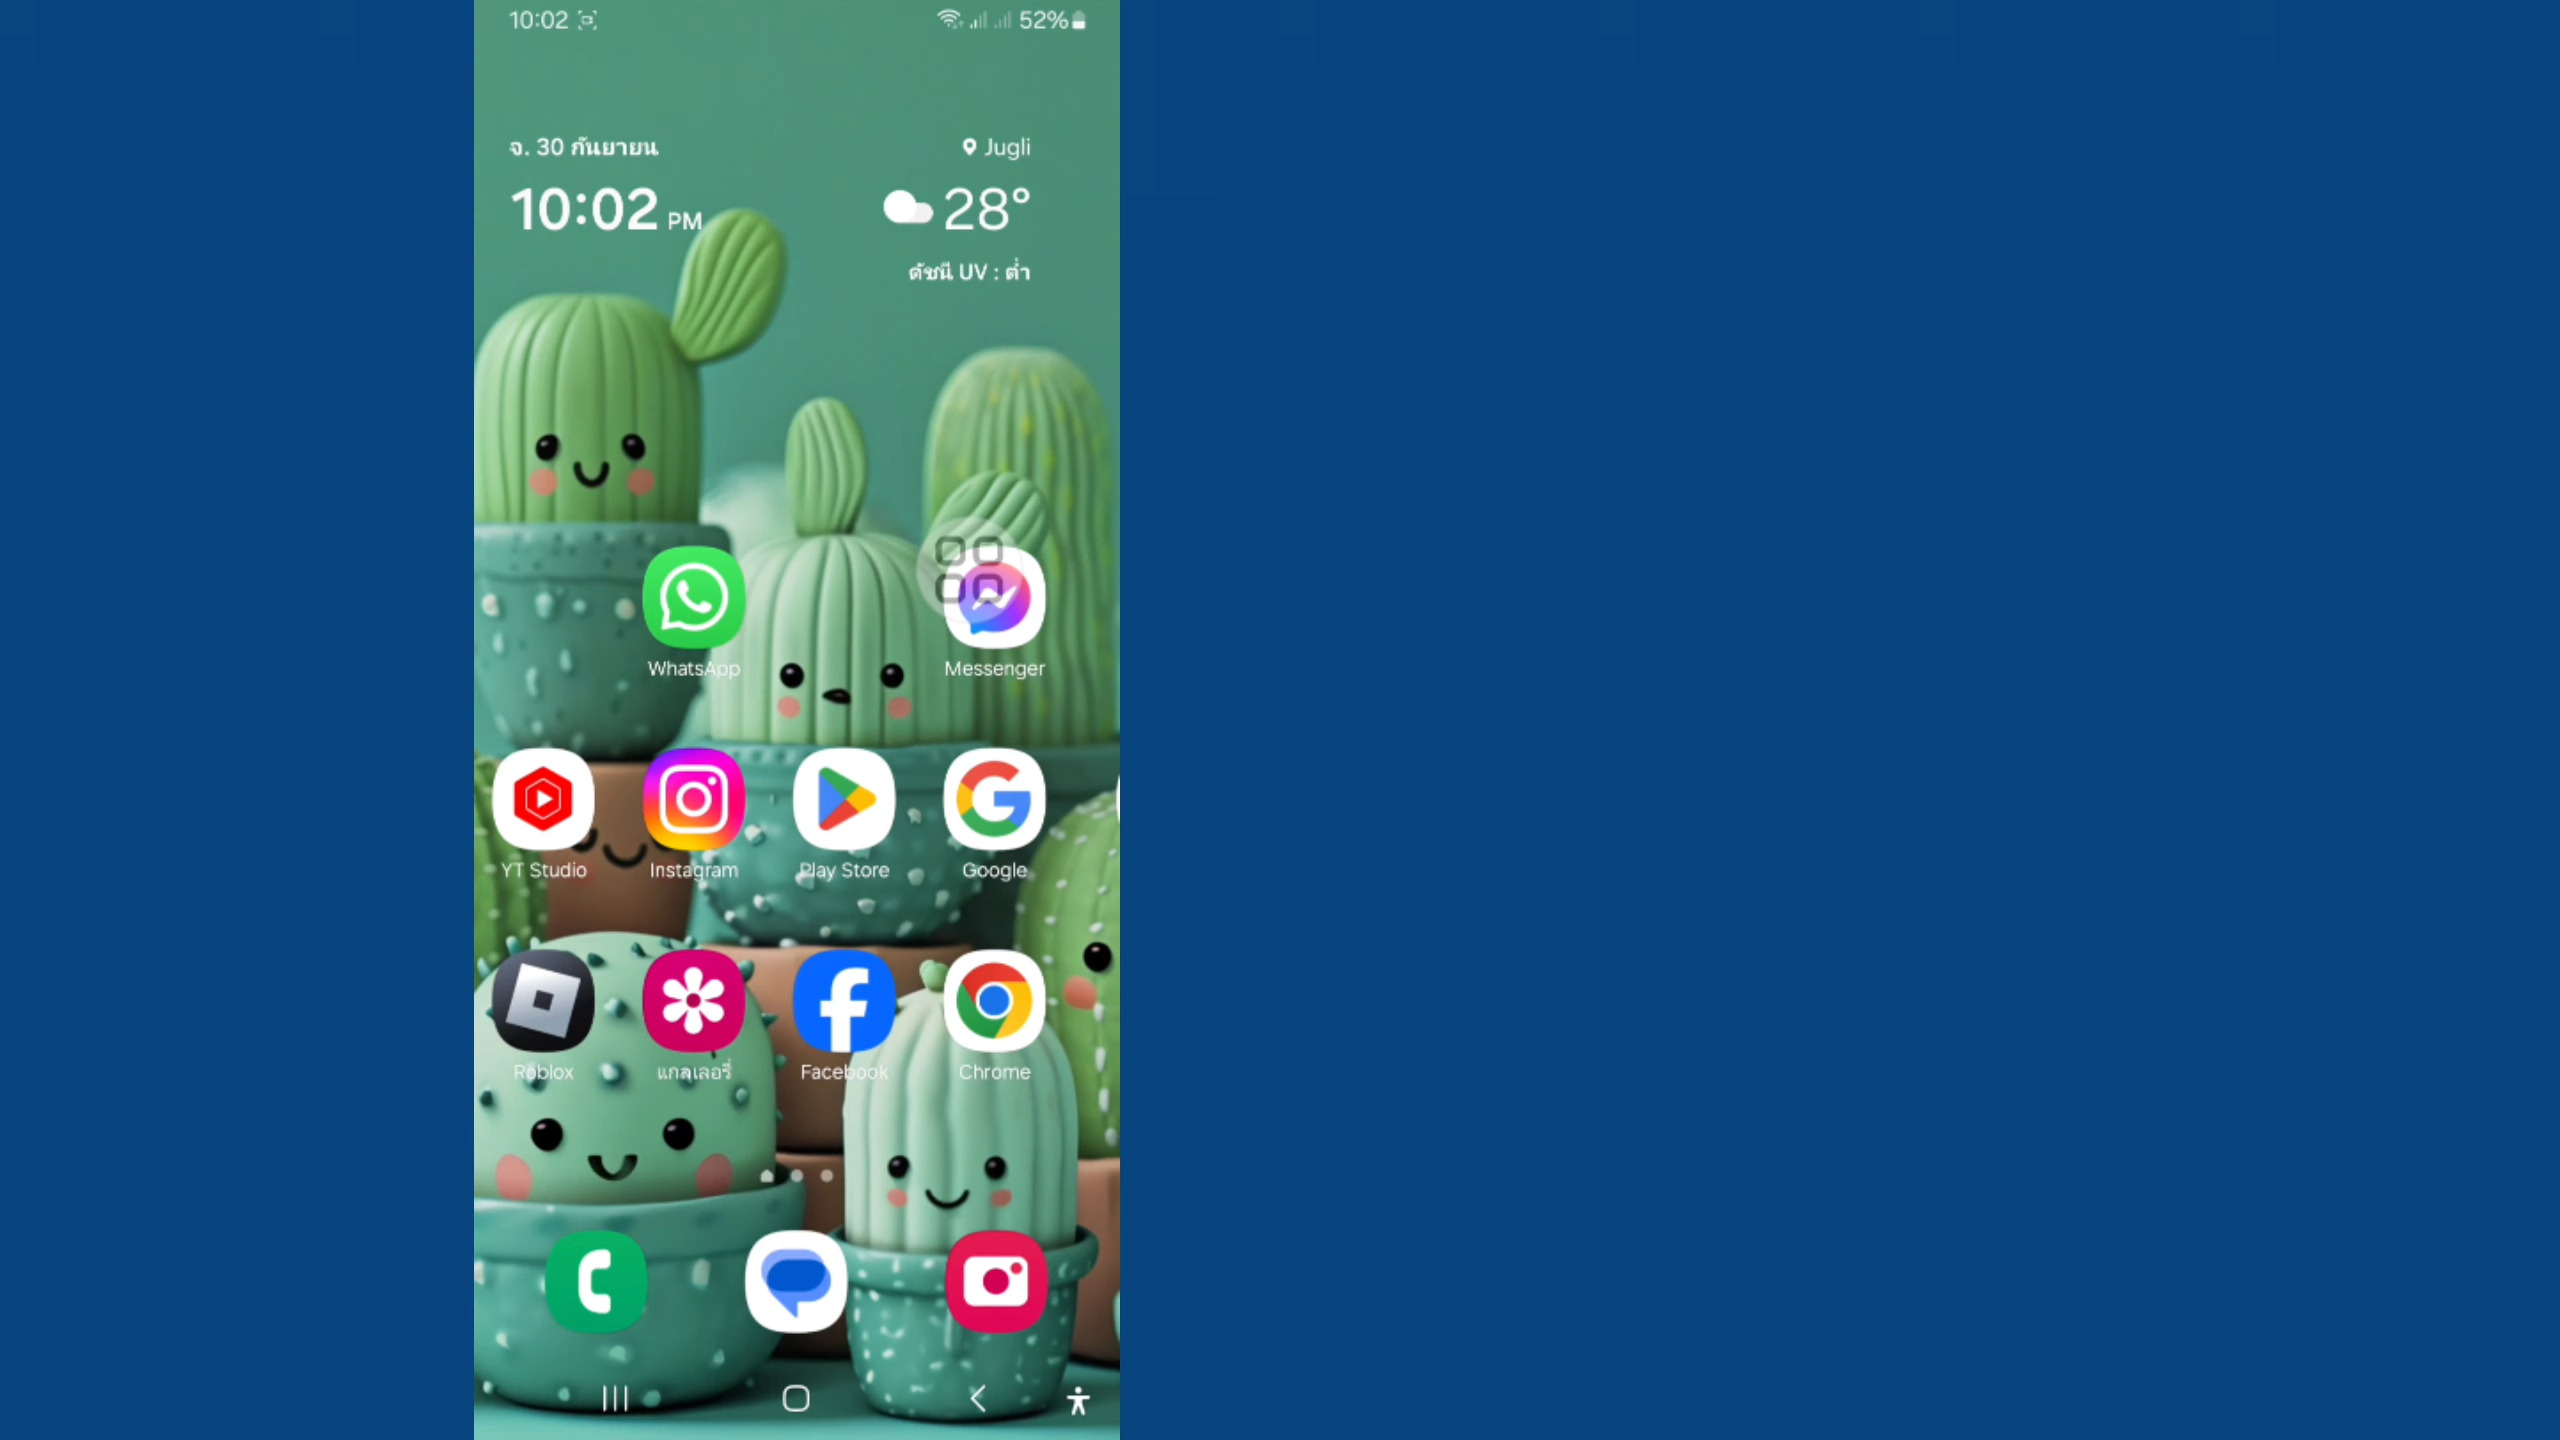 10:02
52%
จ. 30 กันยายน
Jugli
10:02 PM
28°
ดัชนี UV : ต่ำ
WhatsApp
Messenger
YT Studio
Instagram
Play Store
Google
Roblox
แกลเลอรี่
Facebook
Chrome